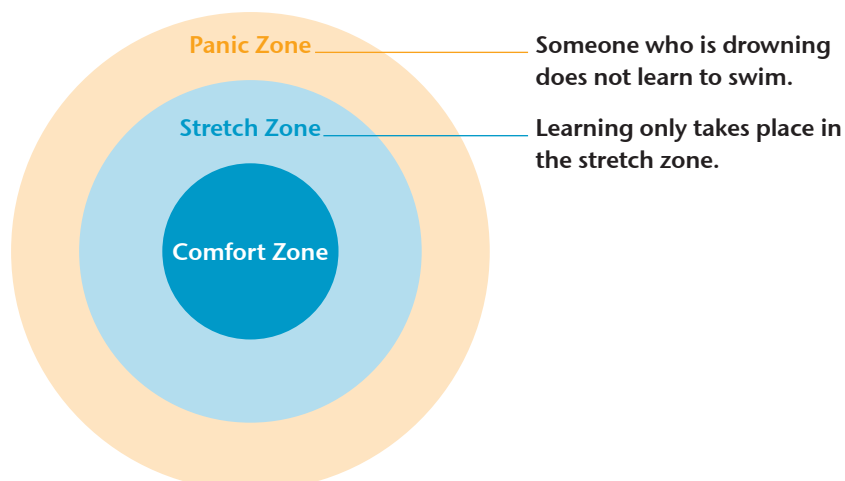 Panic Zone
Someone who is drowning
does not learn to swim.
Stretch Zone
Learning only takes place in
the stretch zone.
Comfort Zone